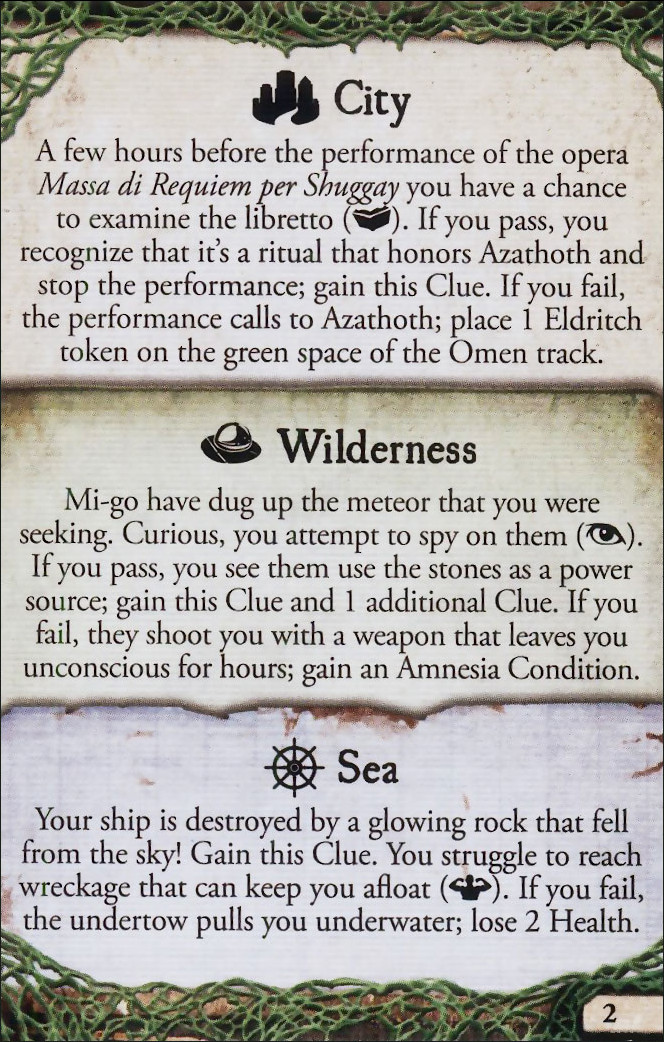 City
A few hours before the performance of the opera
Massa di Requiem per Shuggay you have a chance
to examine the libretto (). If you pass, you
recognize that it's a ritual that honors Azathoth and
stop the performance; gain this Clue. If you fail,
the performance calls to Azathoth; place 1 Eldritch
token on the green space of the Omen track.
Wilderness
Mi-go have dug up the meteor that you were
seeking. Curious, you attempt to spy on them ().
If you pass, you see them use the stones as a power
source; gain this Clue and 1 additional Clue. If you
fail, they shoot you with a weapon that leaves you
unconscious for hours; gain an Amnesia Condition.
Sea
Your ship is destroyed by a glowing rock that fell
from the sky! Gain this Clue. You struggle to reach
wreckage that can keep you afloat (). If you fail,
the undertow pulls you underwater; lose 2 Health.
2